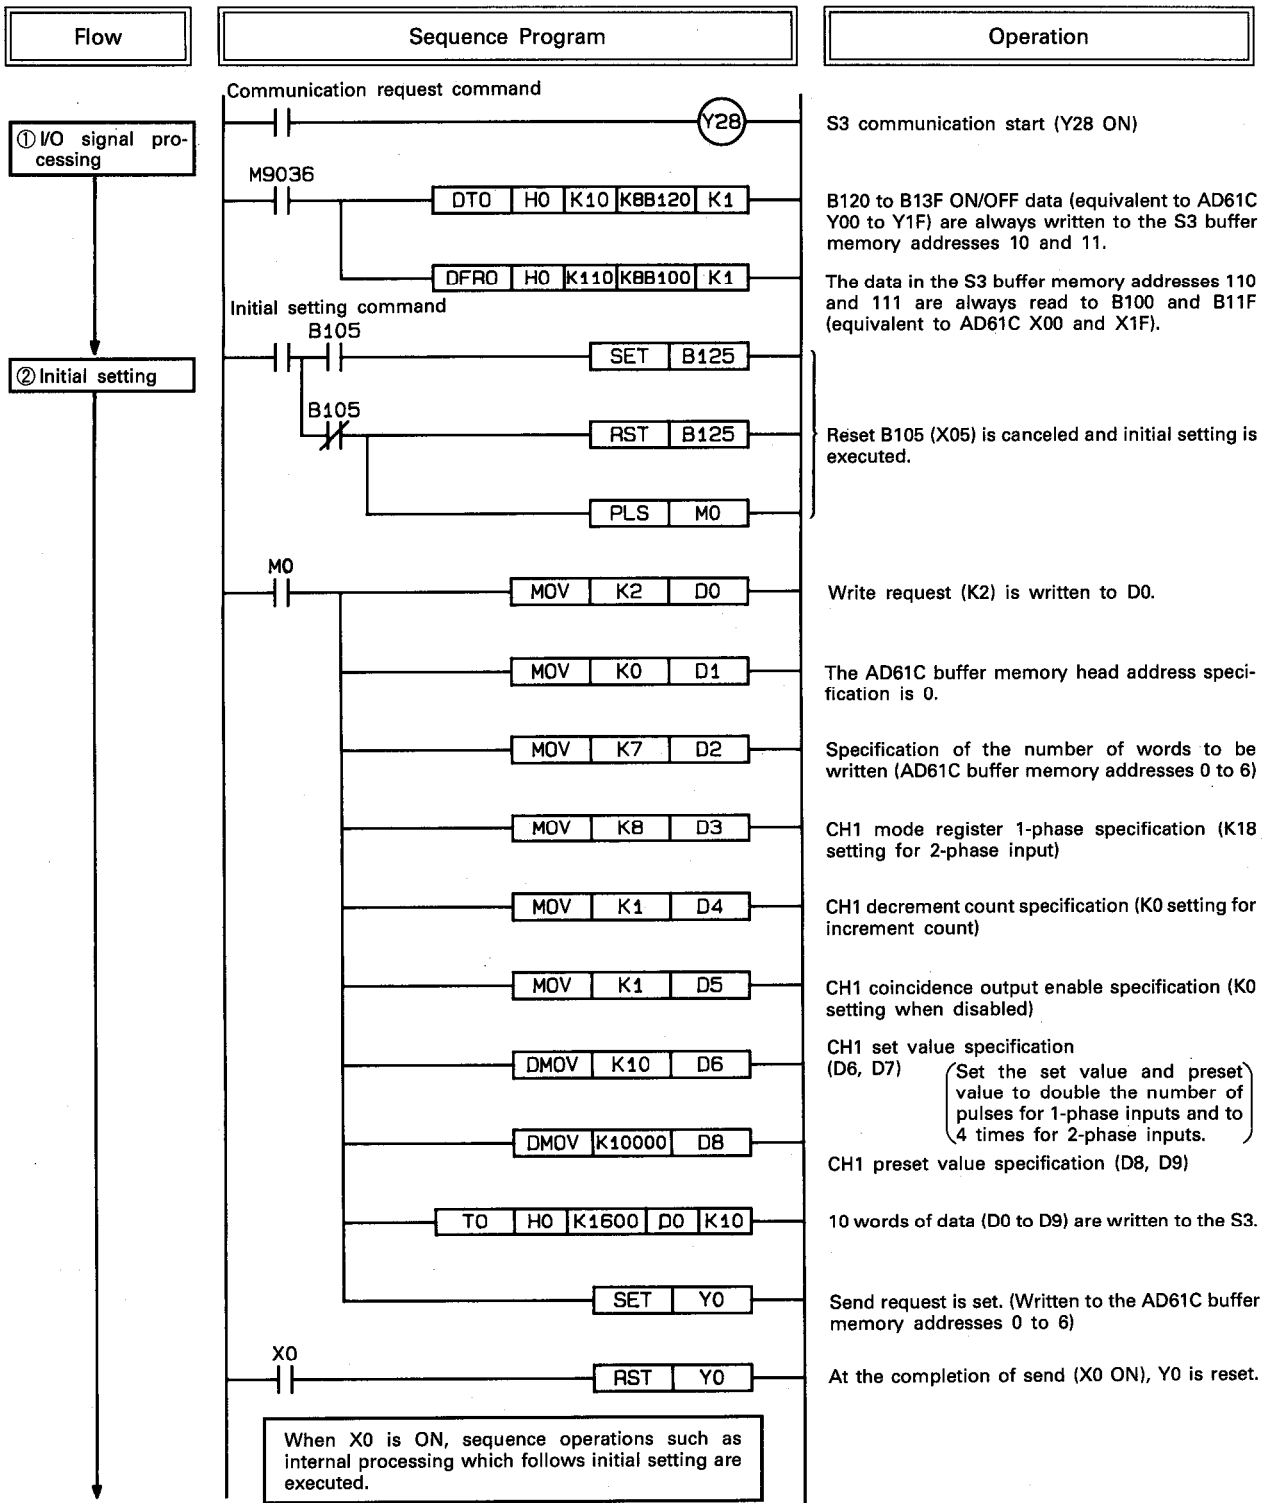 Flow
Sequence Program
Operation
Communication request command
Y28
S3 communication start (Y28 ON)
① I/O signal pro-
cessing
M9036
DTO H0 K10 K8B120 K1
B120 to B13F ON/OFF data (equivalent to AD61C
Y00 to Y1F) are always written to the S3 buffer
memory addresses 10 and 11.
DFRO H0 K110 K8B100 K1
The data in the S3 buffer memory addresses 110
and 111 are always read to B100 and B11F
(equivalent to AD61C X00 and X1F).
Initial setting command
B105
SET B125
② Initial setting
B105
RST B125
Reset B105 (X05) is canceled and initial setting is
executed.
PLS M0
M0
MOV K2 D0
Write request (K2) is written to D0.
MOV K0 D1
The AD61C buffer memory head address speci-
fication is 0.
MOV K7 D2
Specification of the number of words to be
written (AD61C buffer memory addresses 0 to 6)
MOV K8 D3
CH1 mode register 1-phase specification (K18
setting for 2-phase input)
MOV K1 D4
CH1 decrement count specification (K0 setting for
increment count)
MOV K1 D5
CH1 coincidence output enable specification (K0
setting when disabled)
DMOV K10 D6
CH1 set value specification
(D6, D7)
(Set the set value and preset
value to double the number of
pulses for 1-phase inputs and to
4 times for 2-phase inputs.)
DMOV K10000 D8
CH1 preset value specification (D8, D9)
TO H0 K1600 D0 K10
10 words of data (D0 to D9) are written to the S3.
SET Y0
Send request is set. (Written to the AD61C buffer
memory addresses 0 to 6)
X0
RST Y0
At the completion of send (X0 ON), Y0 is reset.
When X0 is ON, sequence operations such as
internal processing which follows initial setting are
executed.